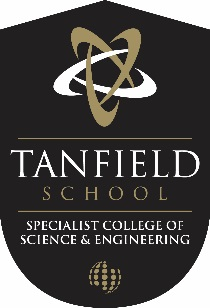 TANFIELD
SCHOOL
SPECIALIST COLLEGE OF
SCIENCE & ENGINEERING